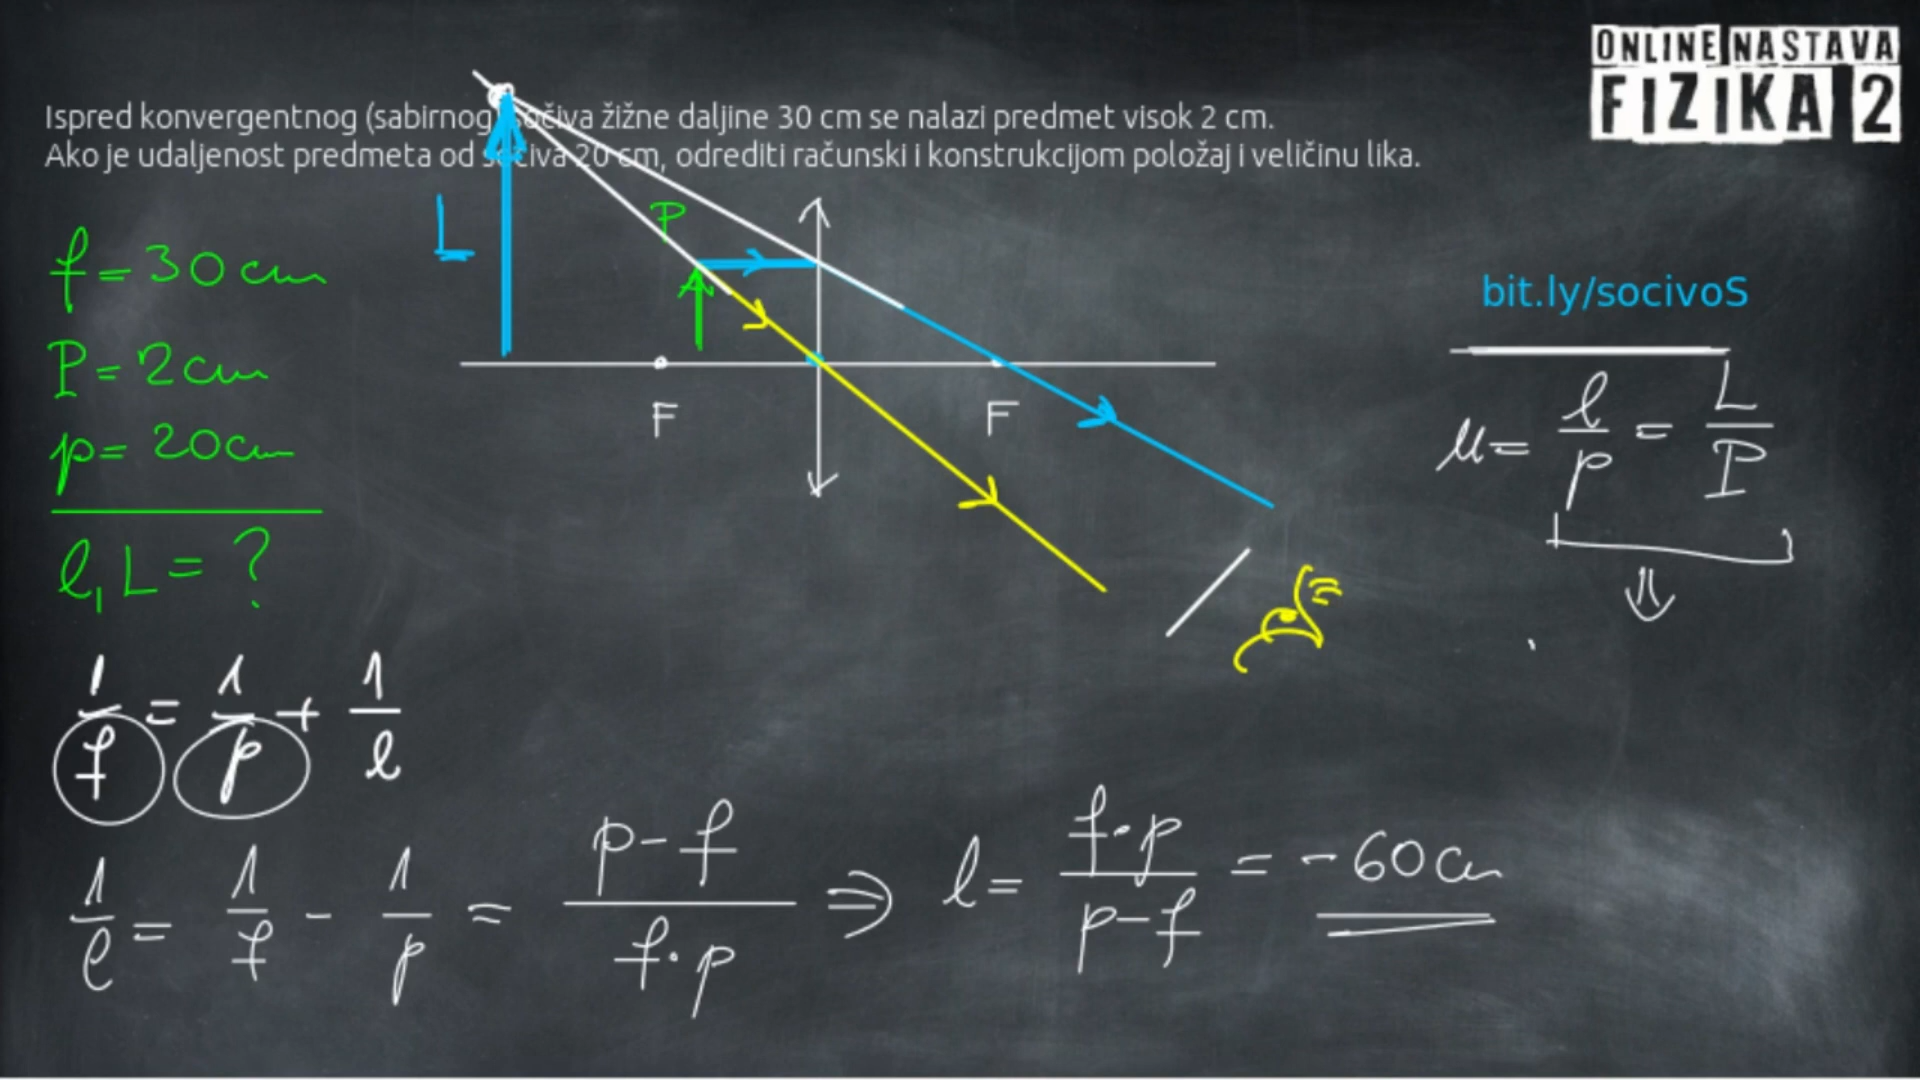 ONLINE NASTAVA
FIZIKA 2
Ispred konvergentnog (sabirnog) sočiva žižne daljine 30 cm se nalazi predmet visok 2 cm.
Ako je udaljenost predmeta od sočiva 20 cm, odrediti računski i konstrukcijom položaj i veličinu lika.
L
P
F
F
f = 30 cm
P = 2 cm
p = 20 cm
l, L = ?
bit.ly/socivoS
u = l/p = L/P
⇓
1/f = 1/p + 1/l
1/l = 1/f - 1/p = p-f / f·p ⇒ l = f·p / p-f = -60 cm